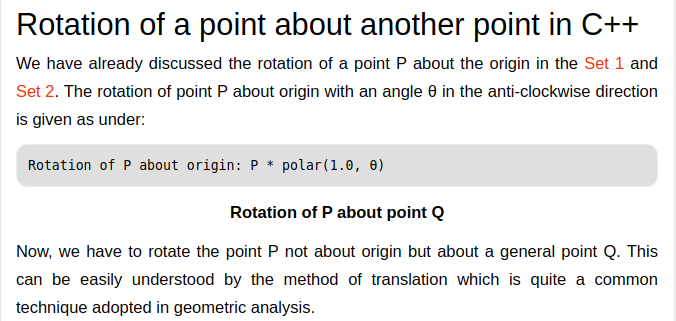 Rotation of a point about another point in C++
We have already discussed the rotation of a point P about the origin in the Set 1 and
Set 2. The rotation of point P about origin with an angle θ in the anti-clockwise direction
is given as under:
Rotation of P about origin: P * polar(1.0, θ)
Rotation of P about point Q
Now, we have to rotate the point P not about origin but about a general point Q. This
can be easily understood by the method of translation which is quite a common
technique adopted in geometric analysis.